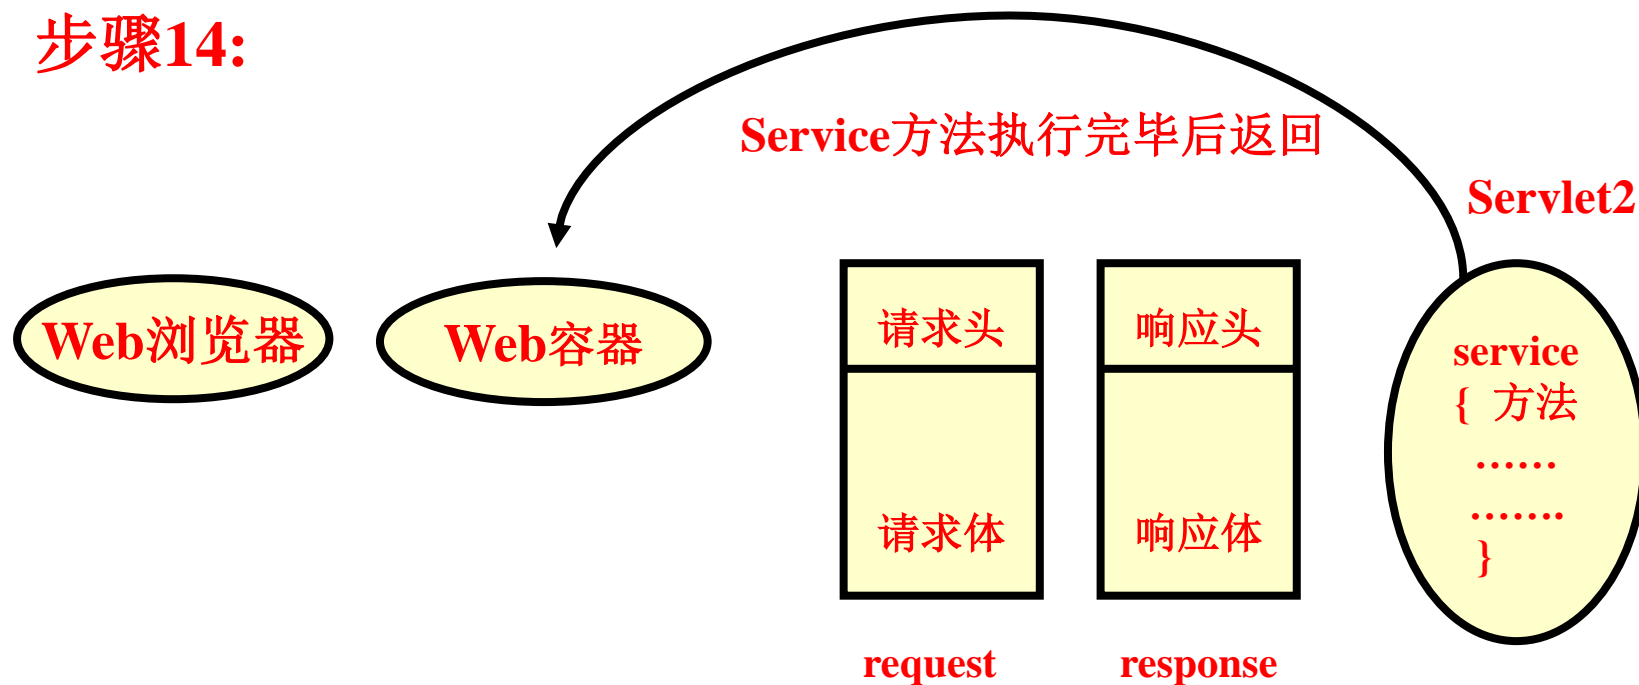 步骤14:
Service方法执行完毕后返回
Servlet2
Web浏览器
Web容器
请求头
响应头
service
{ 方法
……
…….
}
请求体
响应体
request
response